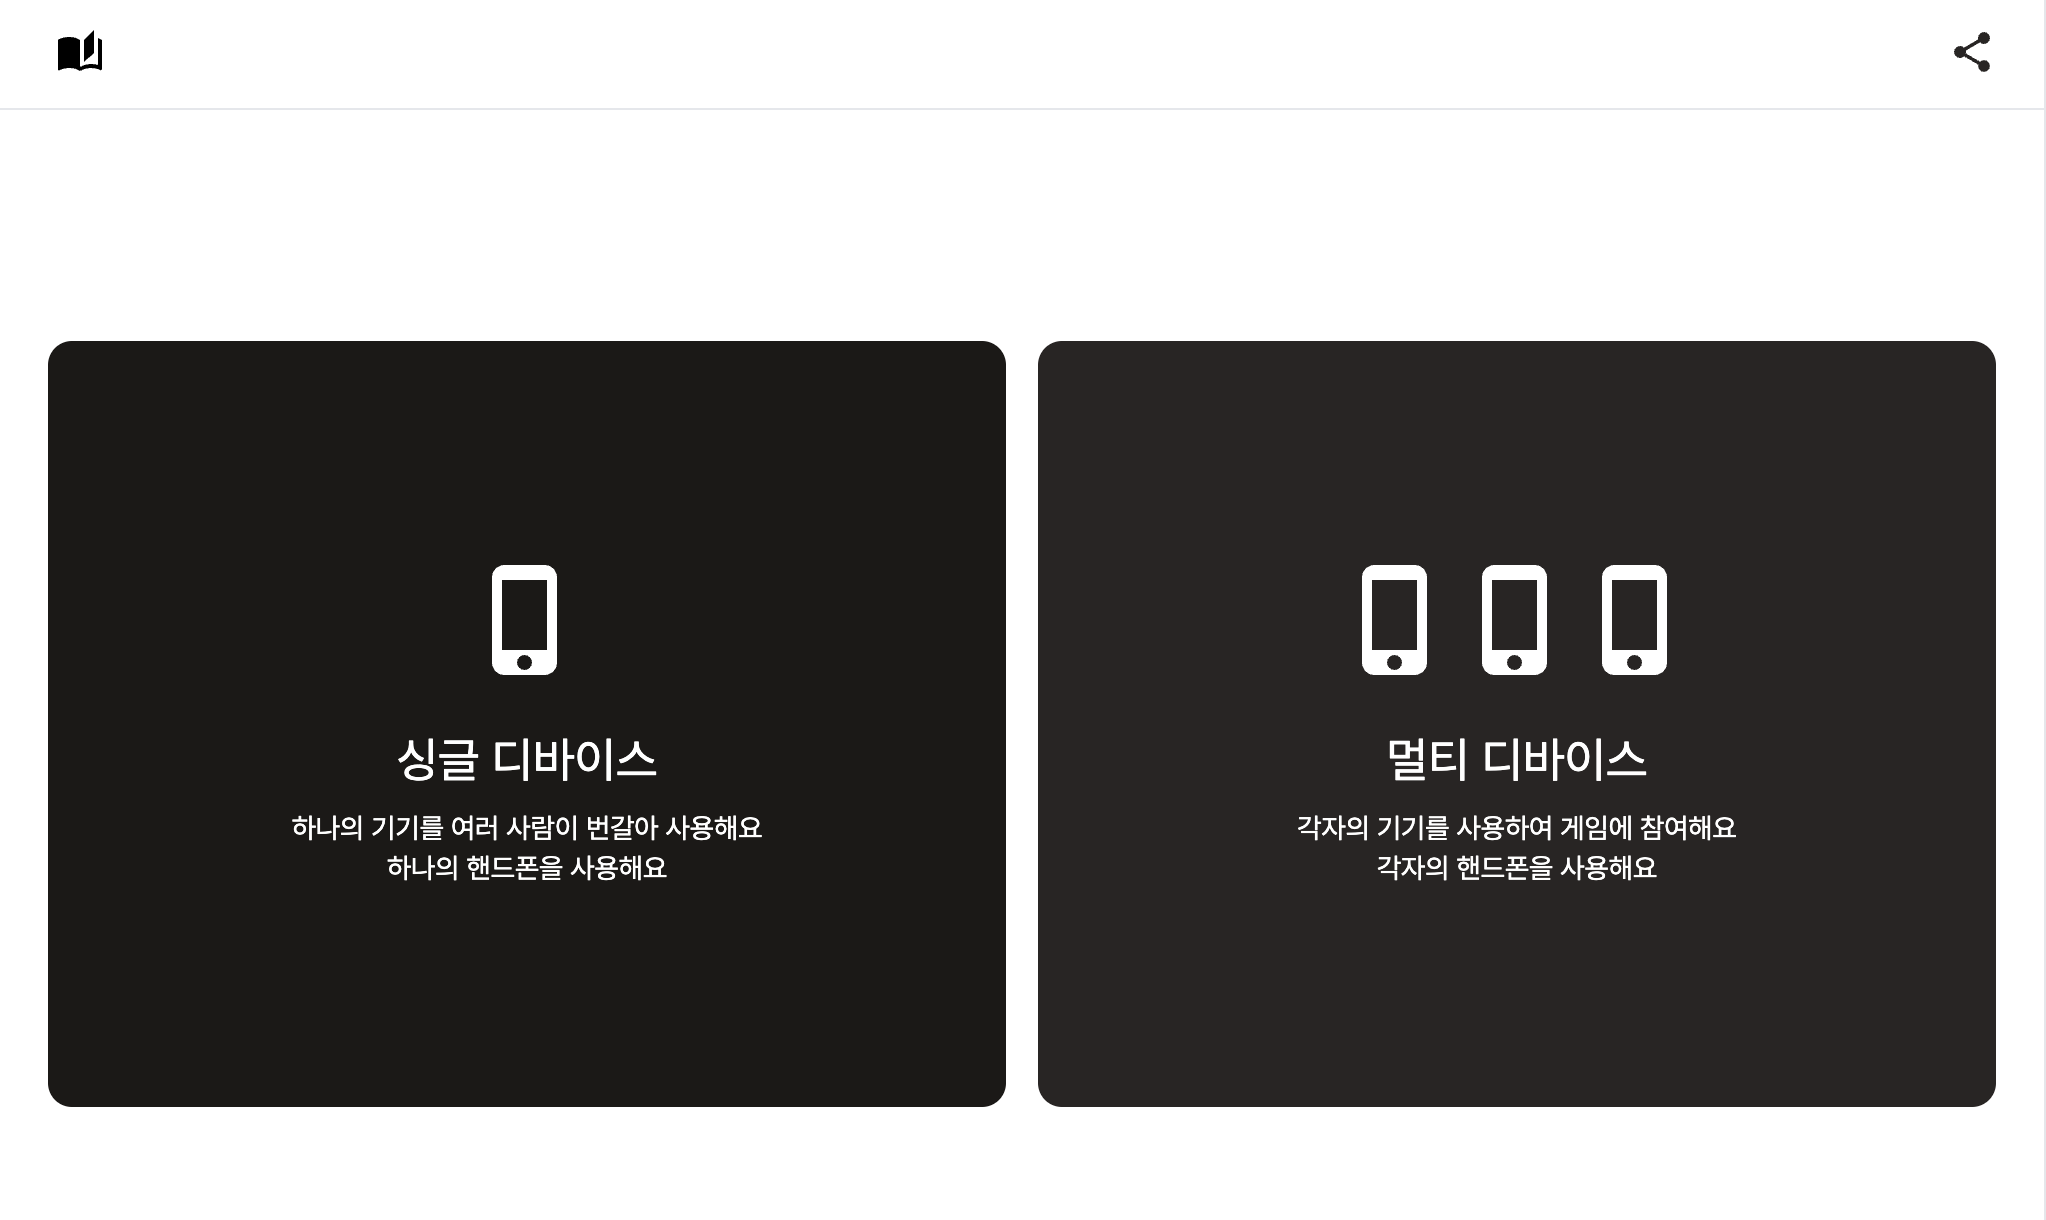 싱글 디바이스
하나의 기기를 여러 사람이 번갈아 사용해요
하나의 핸드폰을 사용해요
멀티 디바이스
각자의 기기를 사용하여 게임에 참여해요
각자의 핸드폰을 사용해요